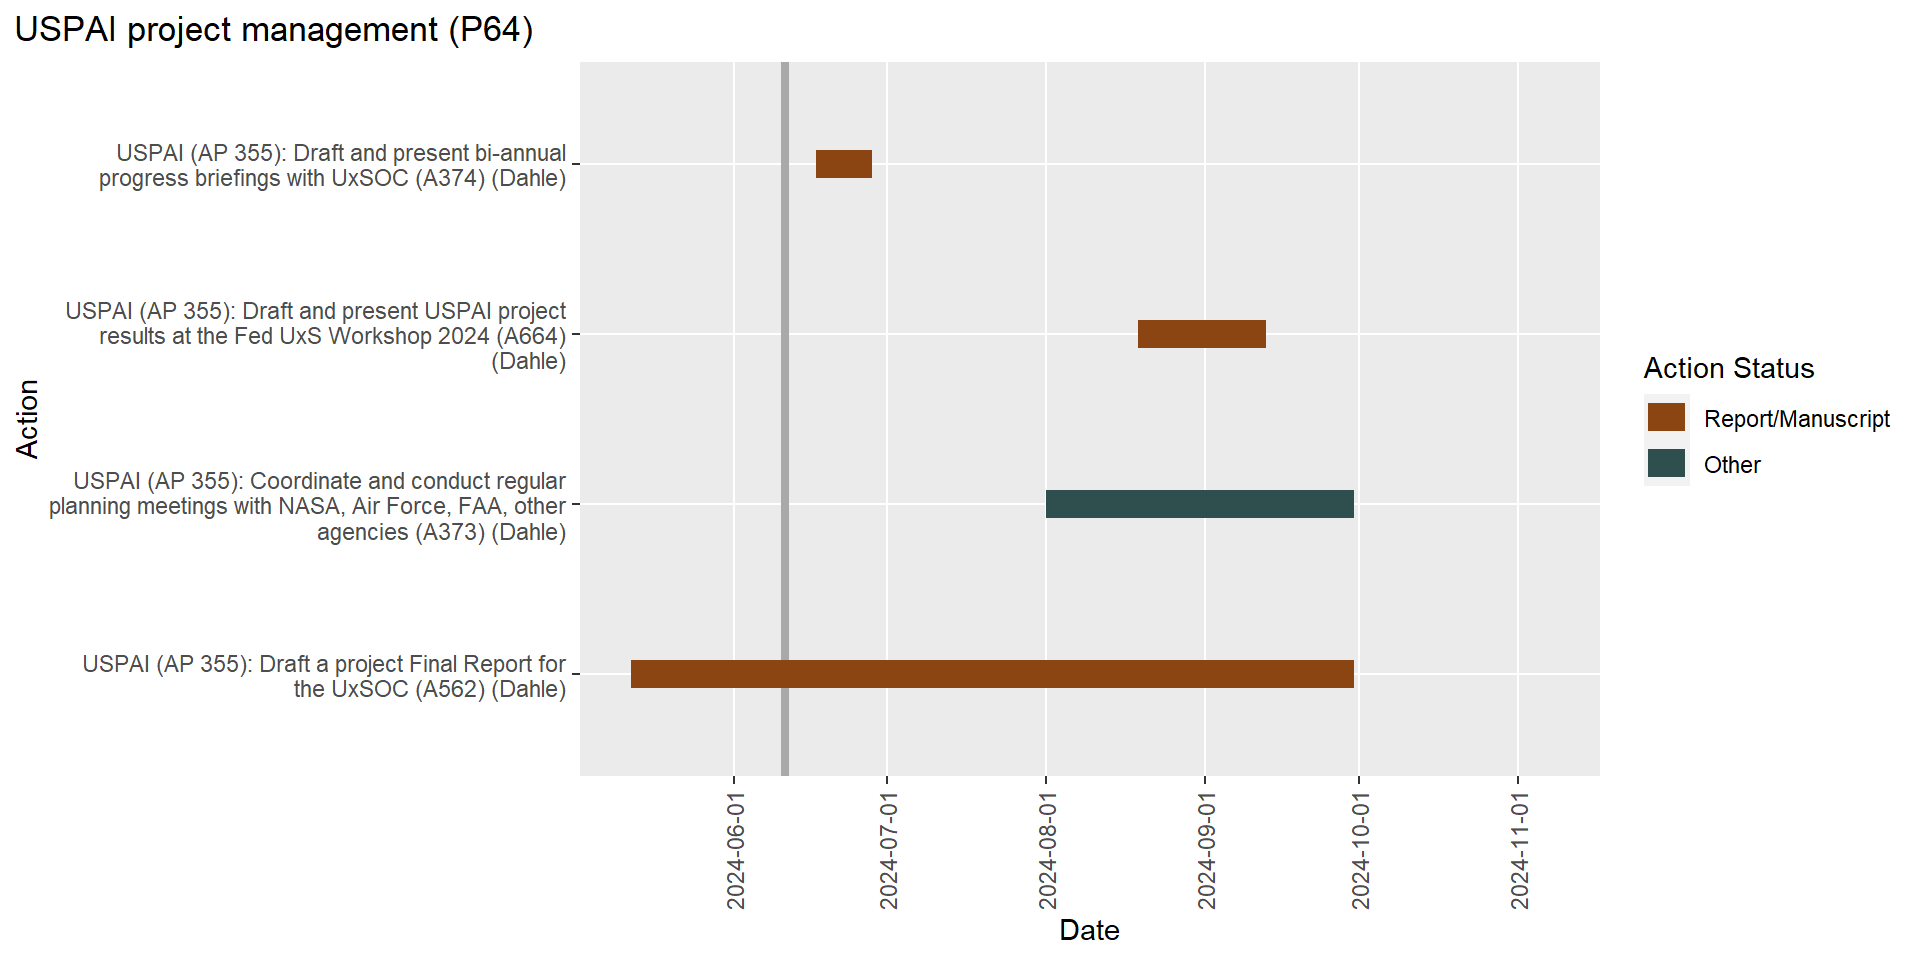 USPAI project management (P64)
USPAI (AP 355): Draft and present bi-annual
progress briefings with UxSOC (A374) (Dahle)
USPAI (AP 355): Draft and present USPAI project
results at the Fed UxS Workshop 2024 (A664)
(Dahle)
USPAI (AP 355): Coordinate and conduct regular
planning meetings with NASA, Air Force, FAA, other
agencies (A373) (Dahle)
USPAI (AP 355): Draft a project Final Report for
the UxSOC (A562) (Dahle)
Action
2024-06-01
2024-07-01
2024-08-01
2024-09-01
2024-10-01
2024-11-01
Date
Action Status
Report/Manuscript
Other